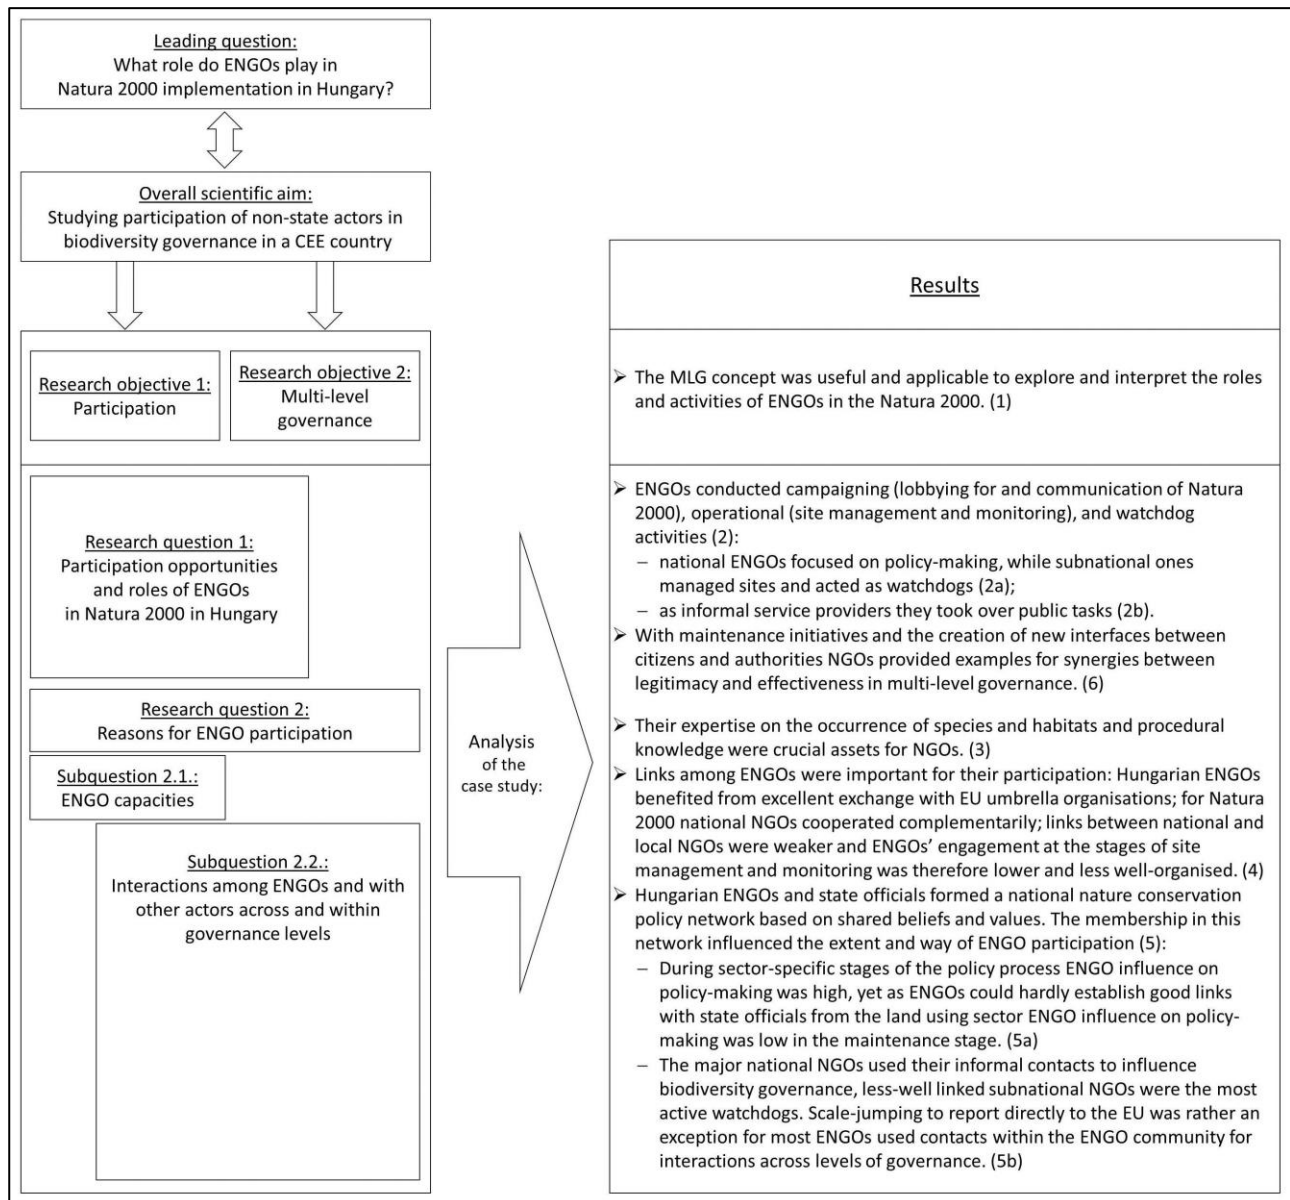 Leading question:
What role do ENGOs play in
Natura 2000 implementation in Hungary?
Overall scientific aim:
Studying participation of non-state actors in
biodiversity governance in a CEE country
Research objective 1:
Participation
Research objective 2:
Multi-level
governance
Research question 1:
Participation opportunities
and roles of ENGOs
in Natura 2000 in Hungary
Research question 2:
Reasons for ENGO participation
Subquestion 2.1.:
ENGO capacities
Subquestion 2.2.:
Interactions among ENGOs and with
other actors across and within
governance levels
Analysis
of the
case study:
Results
➢ The MLG concept was useful and applicable to explore and interpret the roles
and activities of ENGOs in the Natura 2000. (1)
➢ ENGOs conducted campaigning (lobbying for and communication of Natura
2000), operational (site management and monitoring), and watchdog
activities (2):
– national ENGOs focused on policy-making, while subnational ones
managed sites and acted as watchdogs (2a);
– as informal service providers they took over public tasks (2b).
➢ With maintenance initiatives and the creation of new interfaces between
citizens and authorities NGOs provided examples for synergies between
legitimacy and effectiveness in multi-level governance. (6)
➢ Their expertise on the occurrence of species and habitats and procedural
knowledge were crucial assets for NGOs. (3)
➢ Links among ENGOs were important for their participation: Hungarian ENGOs
benefited from excellent exchange with EU umbrella organisations; for Natura
2000 national NGOs cooperated complementarily; links between national and
local NGOs were weaker and ENGOs’ engagement at the stages of site
management and monitoring was therefore lower and less well-organised. (4)
➢ Hungarian ENGOs and state officials formed a national nature conservation
policy network based on shared beliefs and values. The membership in this
network influenced the extent and way of ENGO participation (5):
– During sector-specific stages of the policy process ENGO influence on
policy-making was high, yet as ENGOs could hardly establish good links
with state officials from the land using sector ENGO influence on policy-
making was low in the maintenance stage. (5a)
– The major national NGOs used their informal contacts to influence
biodiversity governance, less-well linked subnational NGOs were the most
active watchdogs. Scale-jumping to report directly to the EU was rather an
exception for most ENGOs used contacts within the ENGO community for
interactions across levels of governance. (5b)